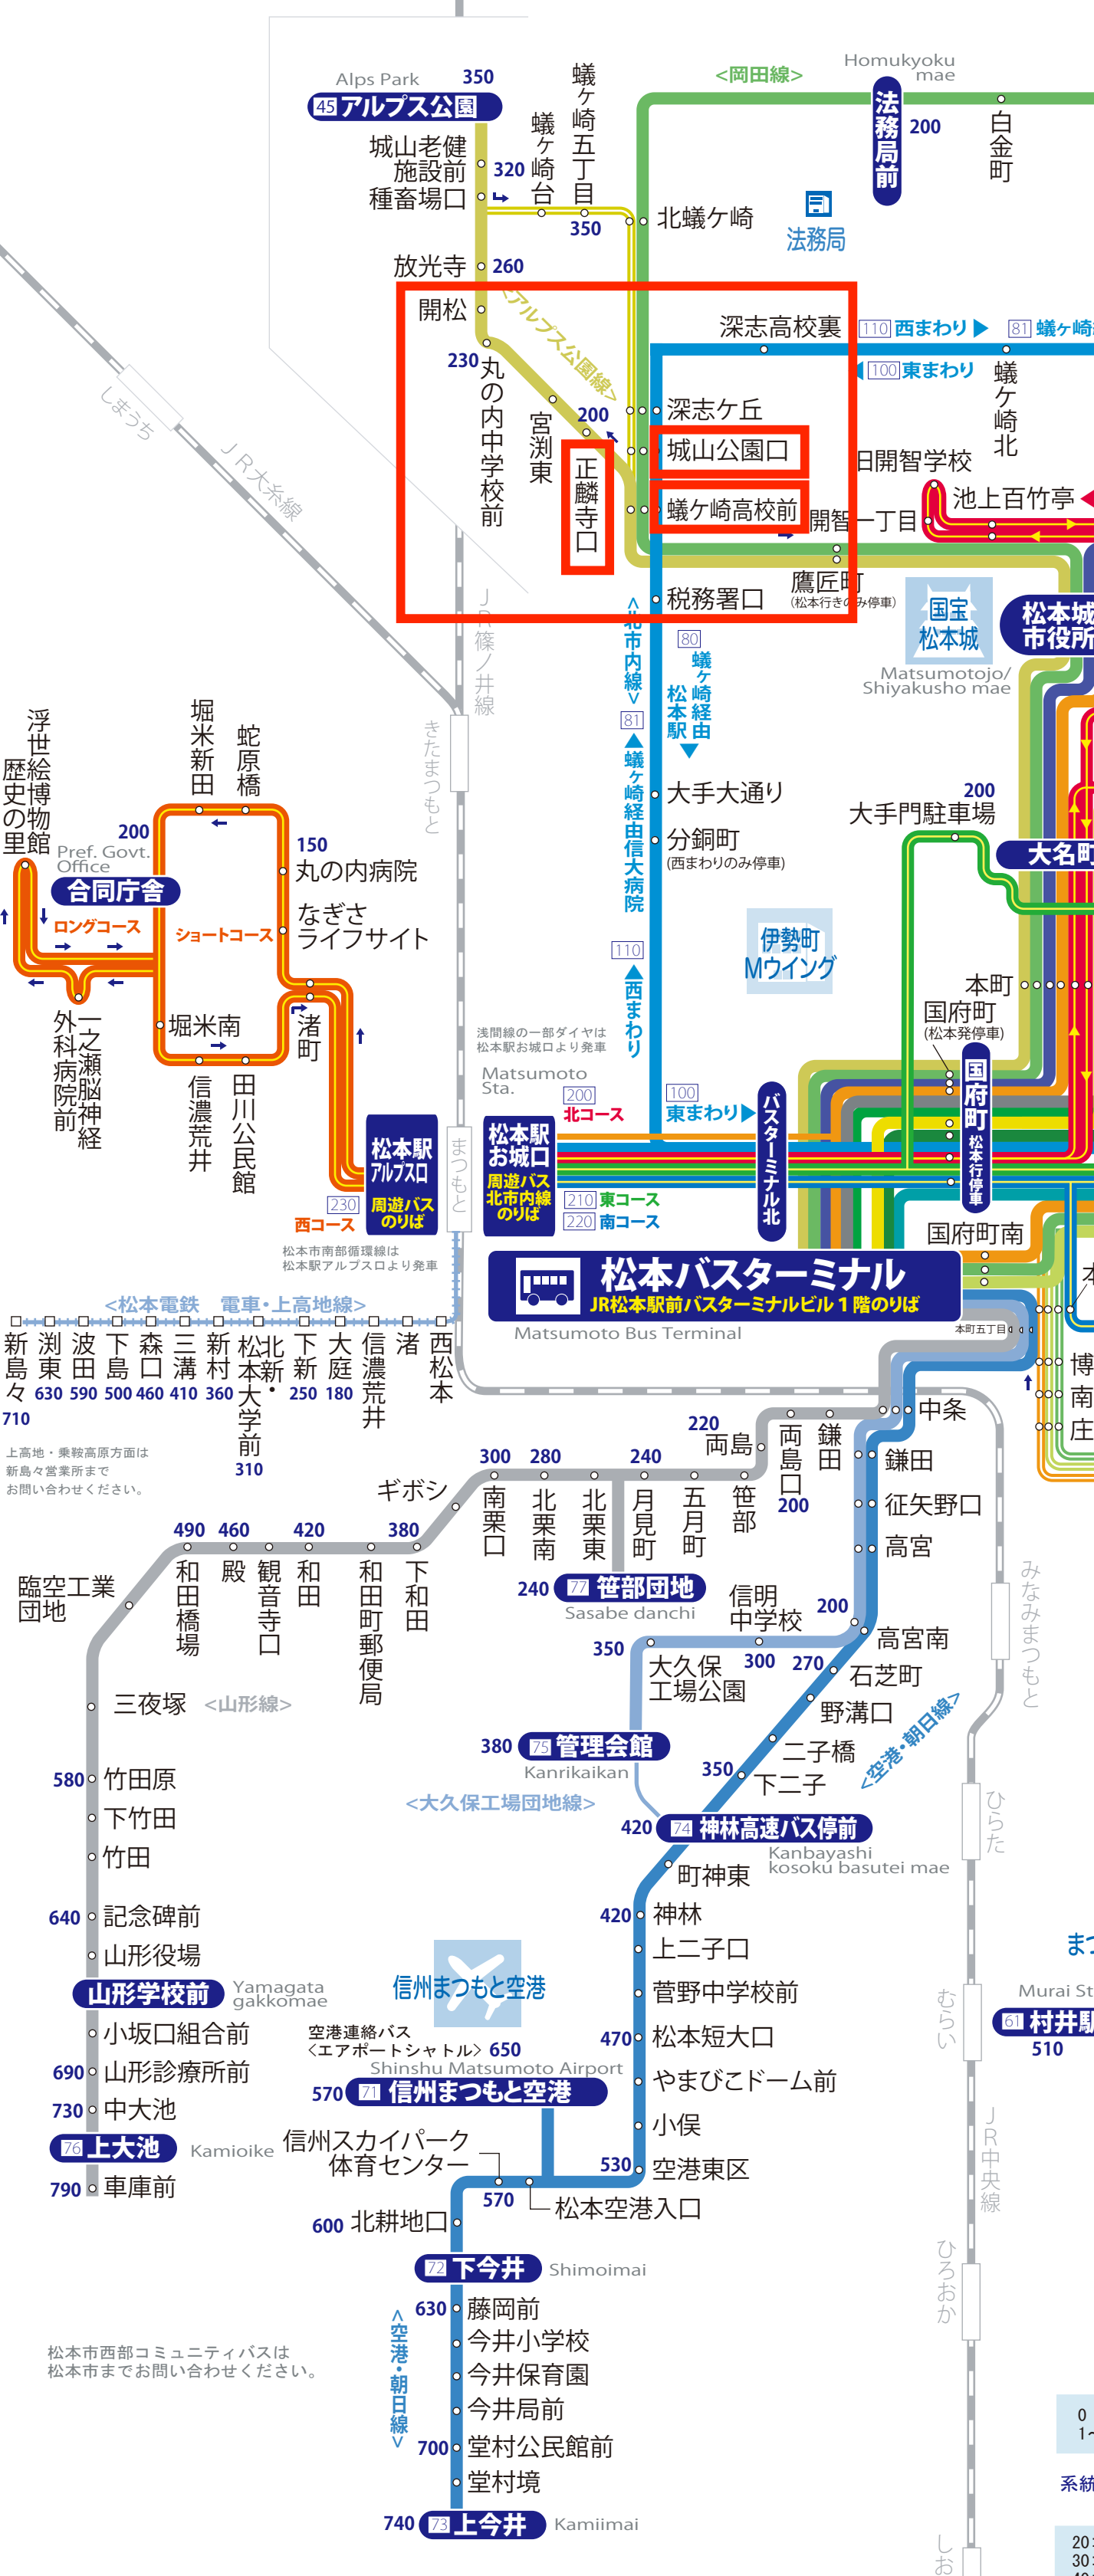 Alps Park
350
45 アルプス公園
城山老健
施設前
320
種畜場口
蟻ヶ崎台
蟻ヶ崎五丁目
350
<岡田線>
Homukyoku
mae
法務局前
200
白金町
法務局
北蟻ケ崎
放光寺
260
開松
<アルプス公園線>
230
丸の内中学校前
宮渕東
200
正麟寺口
深志高校裏
110 西まわり▶
81 蟻ヶ崎
◀100 東まわり
蟻ケ崎北
深志ケ丘
城山公園口
蟻ケ崎高校前
旧開智学校
池上百竹亭
開智一丁目
鷹匠町
(松本行きのみ停車)
税務署口
国宝
松本城
松本城
市役所
Matsumotojo/
Shiyakusho mae
しまうち
JR大糸線
JR篠ノ井線
きたまつもと
<北市内線>
81
▲蟻ヶ崎経由信大病院
80
蟻ヶ崎経由
松本駅
▼
大手大通り
分銅町
(西まわりのみ停車)
200
大手門駐車場
大名町
浮世絵博物館
歴史の里
堀米新田
蛇原橋
200
Pref. Govt.
Office
合同庁舎
150
丸の内病院
なぎさ
ライフサイト
ロングコース
ショートコース
一之瀬脳神経
外科病院前
堀米南
信濃荒井
田川公民館
渚町
伊勢町
Mウイング
110
▲西まわり
本町
国府町
(松本発停車)
国府町
松本行停車
浅間線の一部ダイヤは
松本駅お城口より発車
Matsumoto
Sta.
200
北コース
100
東まわり▶
バスターミナル北
松本駅
アルプス口
周遊バス
のりば
まつもと
松本駅
お城口
周遊バス
北市内線
のりば
210 東コース
220 南コース
230
西コース
松本市南部循環線は
松本駅アルプス口より発車
国府町南
松本バスターミナル
JR松本駅前バスターミナルビル1階のりば
Matsumoto Bus Terminal
本町五丁目
<松本電鉄　電車・上高地線>
新島々
710
渕東
630
波田
590
下島
500
森口
460
三溝
410
新村
360
北新・
松本大学前
310
下新
250
大庭
180
信濃荒井
渚
西松本
上高地・乗鞍高原方面は
新島々営業所まで
お問い合わせください。
博
南
庄
中条
220
両島
両島口
200
鎌田
鎌田
征矢野口
高宮
ギボシ
300
南栗口
280
北栗南
北栗東
240
月見町
五月町
笹部
240
77 笹部団地
Sasabe danchi
臨空工業
団地
490
和田橋場
460
殿
観音寺口
420
和田
和田町郵便局
380
下和田
信明
中学校
300
200
高宮南
350
大久保
工場公園
270
石芝町
野溝口
二子橋
350
下二子
<空港・朝日線>
みなみまつもと
三夜塚
<山形線>
380
75 管理会館
Kanrikaikan
<大久保工場団地線>
580
竹田原
下竹田
竹田
420
74 神林高速バス停前
Kanbayashi
kosoku basutei mae
ひらた
町神東
420
神林
上二子口
菅野中学校前
470
松本短大口
やまびこドーム前
小俣
530
空港東区
640
記念碑前
山形役場
山形学校前
Yamagata
gakkomae
小坂口組合前
690
山形診療所前
730
中大池
76 上大池
Kamioike
790
車庫前
信州まつもと空港
空港連絡バス
<エアポートシャトル> 650
Shinshu Matsumoto Airport
570
71 信州まつもと空港
信州スカイパーク
体育センター
570
松本空港入口
600
北耕地口
72 下今井
Shimoimai
630
藤岡前
今井小学校
今井保育園
今井局前
700
堂村公民館前
堂村境
<空港・朝日線>
740
73 上今井
Kamiimai
松本市西部コミュニティバスは
松本市までお問い合わせください。
むらい
Murai St
61 村井駅
510
JR中央線
ひろおか
しお
系統